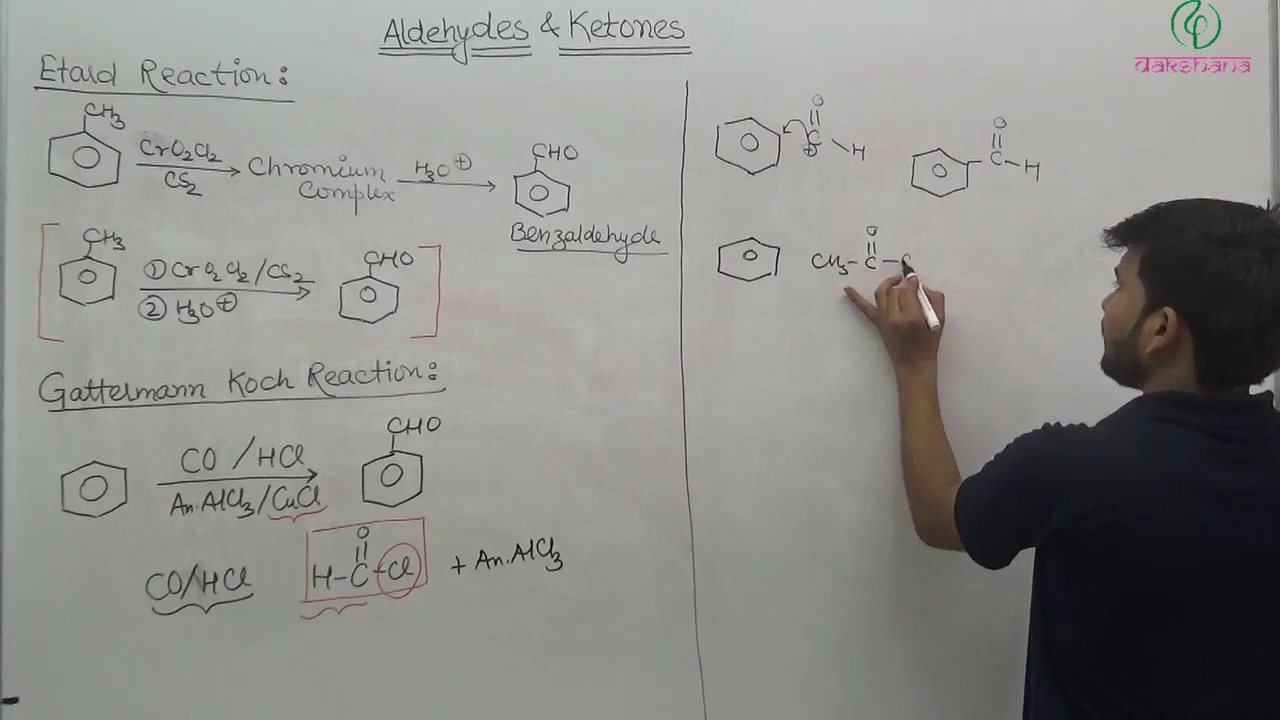 Aldehydes & Ketones
dakshana
Etard Reaction:
CH3
CrO2Cl2
CS2
Chromium
Complex
H3O⊕
CHO
Benzaldehyde
CH3
① CrO2Cl2/CS2
② H3O⊕
CHO
Gattermann Koch Reaction:
CO /HCl
An.AlCl3/CuCl
CHO
CO/HCl
O
H-C-Cl
+ An.AlCl3
O
C
⊕
H
O
C-H
O
CH3-C-C